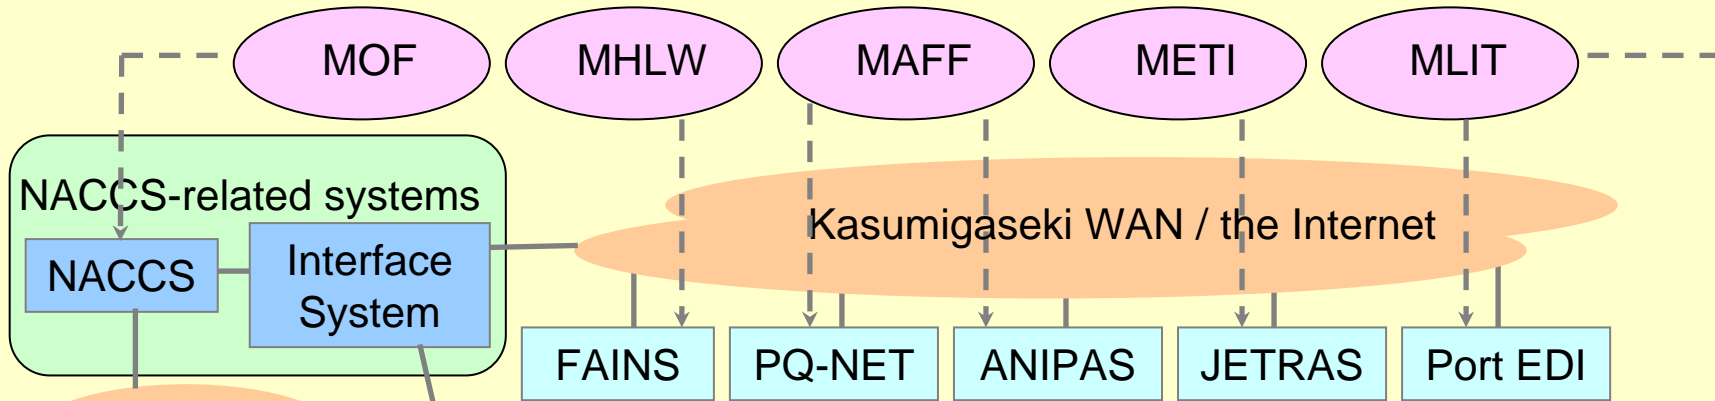 MOF
MHLW
MAFF
METI
MLIT
NACCS-related systems
Kasumigaseki WAN / the Internet
NACCS
Interface
System
FAINS
PQ-NET
ANIPAS
JETRAS
Port EDI